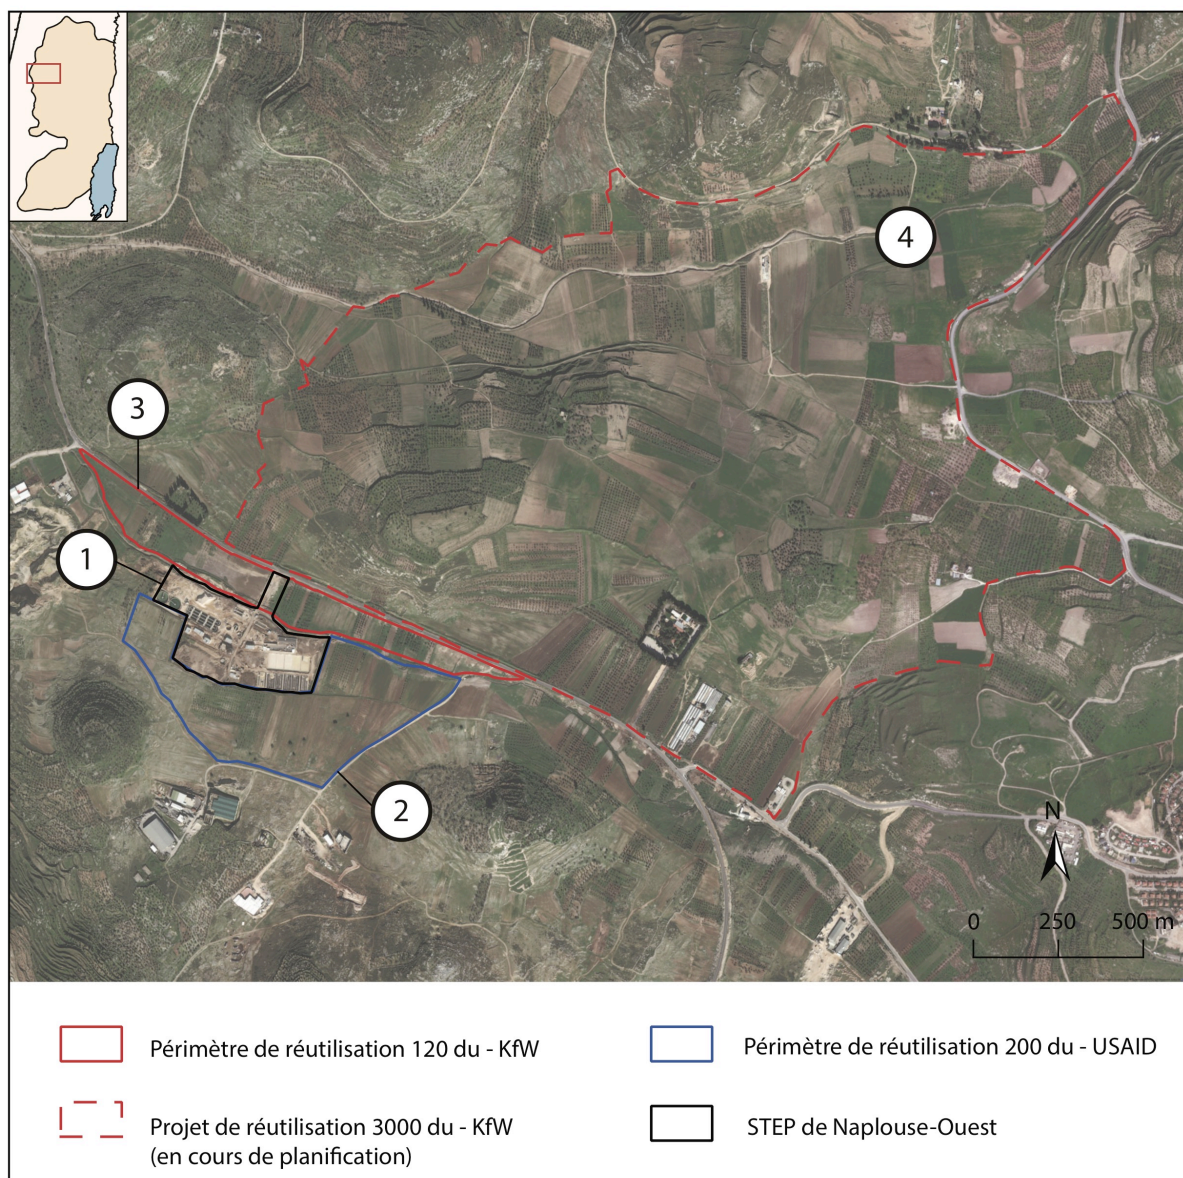 4
3
1
2
N
0 250 500 m
Périmètre de réutilisation 120 du - KfW
Périmètre de réutilisation 200 du - USAID
Projet de réutilisation 3000 du - KfW
(en cours de planification)
STEP de Naplouse-Ouest